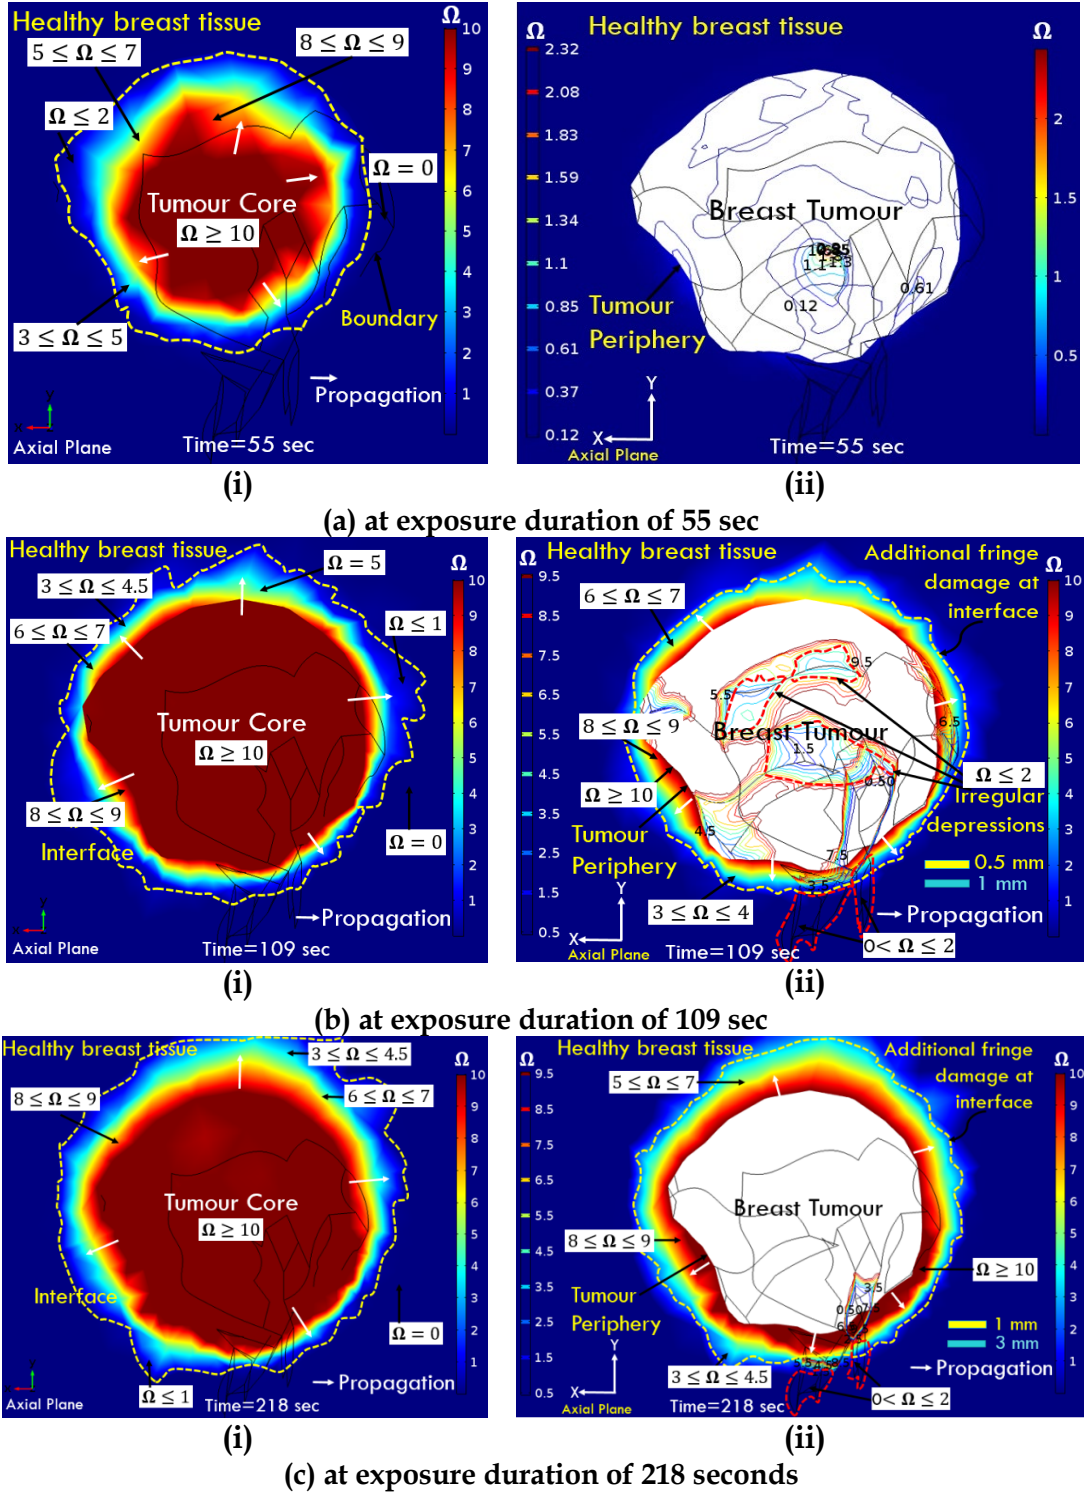 Healthy breast tissue
Ω
10
9
8
7
6
5
4
3
2
1
5 ≤ Ω ≤ 7
8 ≤ Ω ≤ 9
Ω ≤ 2
Ω = 0
Tumour Core
Ω ≥ 10
Boundary
3 ≤ Ω ≤ 5
Propagation
Y
X
Axial Plane
Time=55 sec
(i)
Healthy breast tissue
Ω
2.32
2.08
1.83
1.59
1.34
1.1
0.85
0.61
0.37
0.12
Ω
2
1.5
1
0.5
Breast Tumour
0.12
0.61
Tumour
Periphery
Y
X
Axial Plane
Time=55 sec
(ii)
(a) at exposure duration of 55 sec
Healthy breast tissue
Ω = 5
Ω
10
9
8
7
6
5
4
3
2
1
3 ≤ Ω ≤ 4.5
6 ≤ Ω ≤ 7
Ω ≤ 1
Tumour Core
Ω ≥ 10
8 ≤ Ω ≤ 9
Interface
Ω = 0
Propagation
Y
Axial Plane
Time=109 sec
(i)
Ω
9.5
8.5
7.5
6.5
5.5
4.5
3.5
2.5
1.5
0.5
Healthy breast tissue
Additional fringe
damage at
interface
Ω
10
9
8
7
6
5
4
3
2
1
6 ≤ Ω ≤ 7
9.5
5.5
6.5
8 ≤ Ω ≤ 9
Breast Tumour
1.5
Ω ≤ 2
0.50
Ω ≥ 10
Irregular
depressions
Tumour
Periphery
4.5
7.5
3.5
0.5 mm
1 mm
3 ≤ Ω ≤ 4
Propagation
0< Ω ≤ 2
Y
X
Axial Plane
Time=109 sec
(ii)
(b) at exposure duration of 109 sec
Healthy breast tissue
3 ≤ Ω ≤ 4.5
Ω
10
9
8
7
6
5
4
3
2
1
8 ≤ Ω ≤ 9
6 ≤ Ω ≤ 7
Tumour Core
Ω ≥ 10
Interface
Ω = 0
Propagation
Ω ≤ 1
Axial Plane
Time=218 sec
(i)
Ω
9.5
8.5
7.5
6.5
5.5
4.5
3.5
2.5
1.5
0.5
Healthy breast tissue
Additional fringe
damage at
interface
Ω
10
9
8
7
6
5
4
3
2
1
5 ≤ Ω ≤ 7
Breast Tumour
8 ≤ Ω ≤ 9
Ω ≥ 10
Tumour
Periphery
3.5
1 mm
3 mm
3 ≤ Ω ≤ 4.5
Propagation
0< Ω ≤ 2
Y
X
Axial Plane
Time=218 sec
(ii)
(c) at exposure duration of 218 seconds